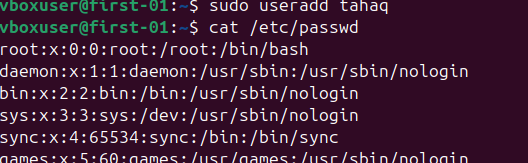 vboxuser@first-01:~$ sudo useradd tahaq
vboxuser@first-01:~$ cat /etc/passwd
root:x:0:0:root:/root:/bin/bash
daemon:x:1:1:daemon:/usr/sbin:/usr/sbin/nologin
bin:x:2:2:bin:/bin:/usr/sbin/nologin
sys:x:3:3:sys:/dev:/usr/sbin/nologin
sync:x:4:65534:sync:/bin:/bin/sync
games:x:5:60:games:/usr/games:/usr/sbin/nologin